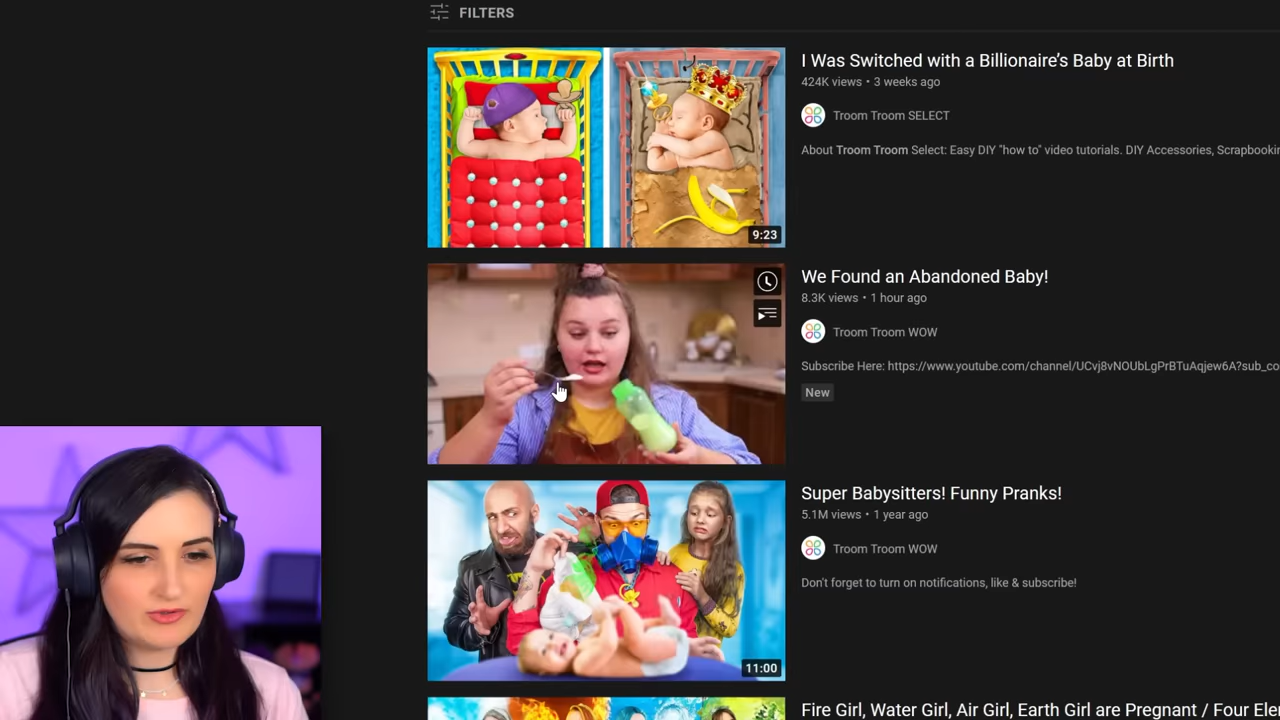 FILTERS
I Was Switched with a Billionaire's Baby at Birth
424K views • 3 weeks ago
Troom Troom SELECT
About Troom Troom Select: Easy DIY "how to" video tutorials. DIY Accessories, Scrapbookin
9:23
We Found an Abandoned Baby!
8.3K views • 1 hour ago
Troom Troom WOW
Subscribe Here: https://www.youtube.com/channel/UCvj8vNOUbLgPrBTuAqjew6A?sub_co
New
Super Babysitters! Funny Pranks!
5.1M views • 1 year ago
Troom Troom WOW
Don't forget to turn on notifications, like & subscribe!
11:00
Fire Girl, Water Girl, Air Girl, Earth Girl are Pregnant / Four Ele